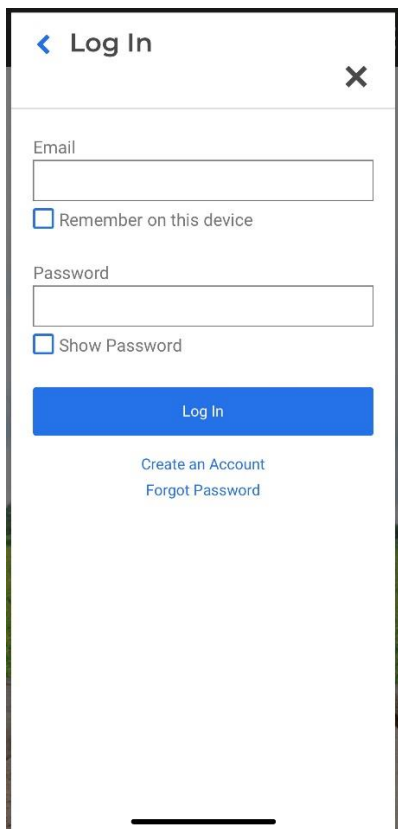 Log In
Email
Remember on this device
Password
Show Password
Log In
Create an Account
Forgot Password